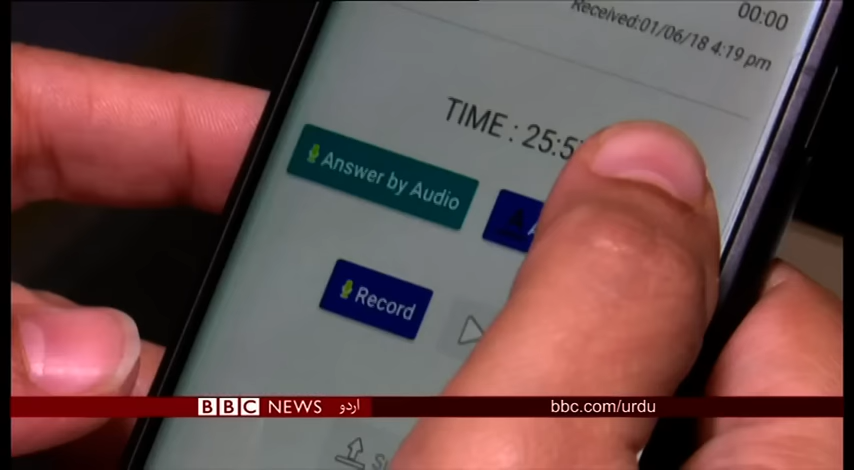 00:00
Received:01/06/18 4:19 pm
TIME : 25:5
Answer by Audio
Record
BBC NEWS اردو
bbc.com/urdu